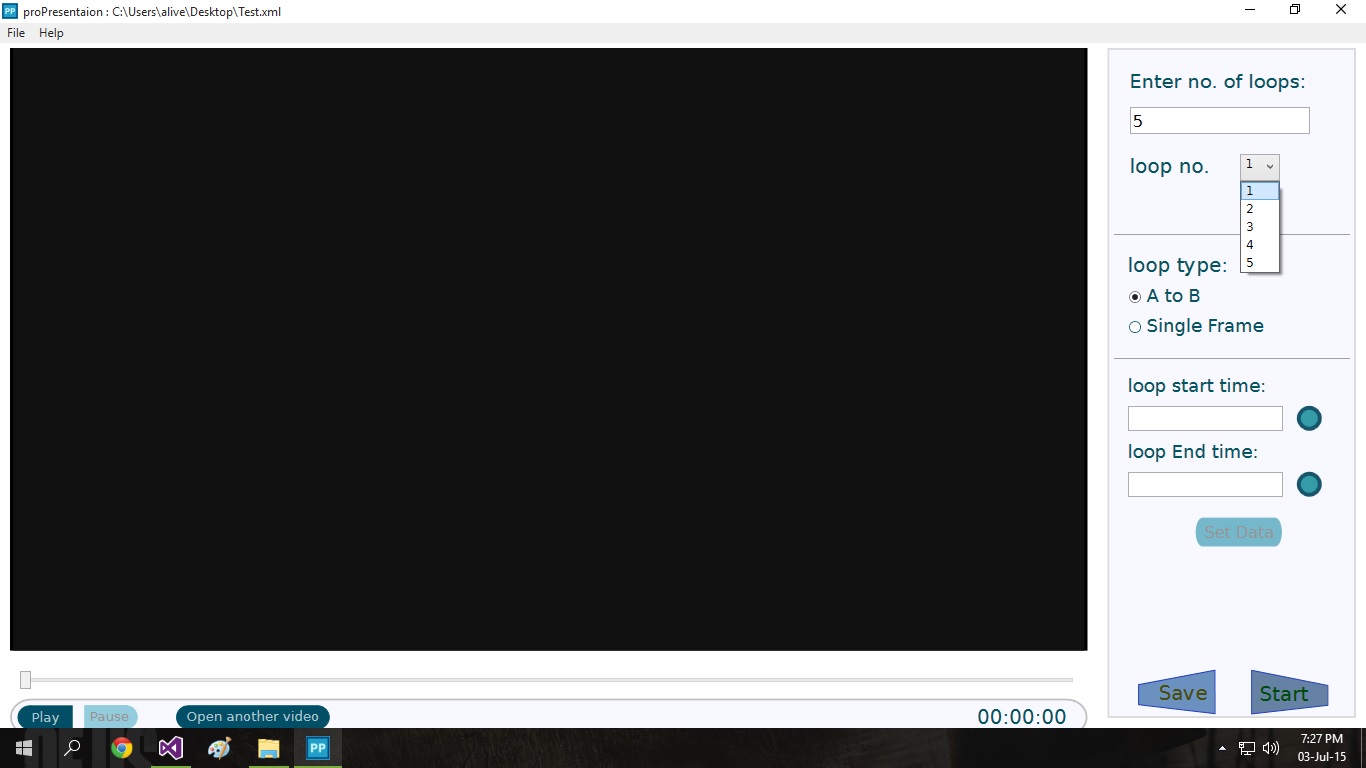 PP proPresentaion : C:\Users\alive\Desktop\Test.xml
File Help
Enter no. of loops:
5
loop no. 1
1
2
3
4
5
loop type:
A to B
Single Frame
loop start time:
loop End time:
Set Data
Save Start
Play Pause Open another video 00:00:00
PP
7:27 PM
03-Jul-15